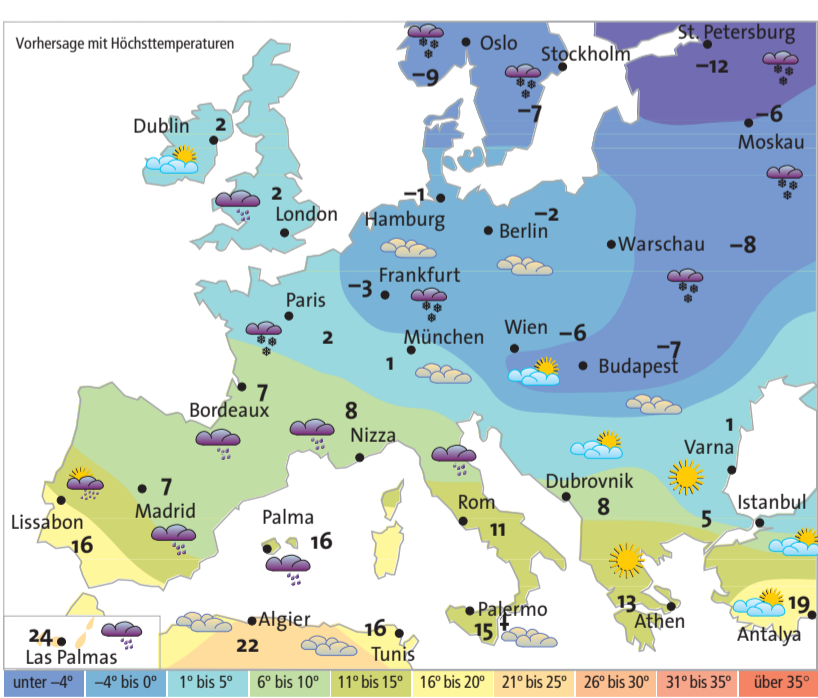 Vorhersage mit Höchsttemperaturen
Oslo
−9
Stockholm
−7
St. Petersburg
−12
−6
Moskau
Dublin 2
2
London
−1
Hamburg
−2
Berlin
Warschau −8
Frankfurt
−3
Paris
2
München
1
Wien −6
−7
Budapest
7
Bordeaux
8
Nizza
1
Varna
Dubrovnik
8
Istanbul
5
7
Madrid
Lissabon
16
Palma
16
Rom
11
13
Athen
19
Antalya
Palermo
15
24
Las Palmas
Algier
22
16
Tunis
unter −4° −4° bis 0° 1° bis 5° 6° bis 10° 11° bis 15° 16° bis 20° 21° bis 25° 26° bis 30° 31° bis 35° über 35°